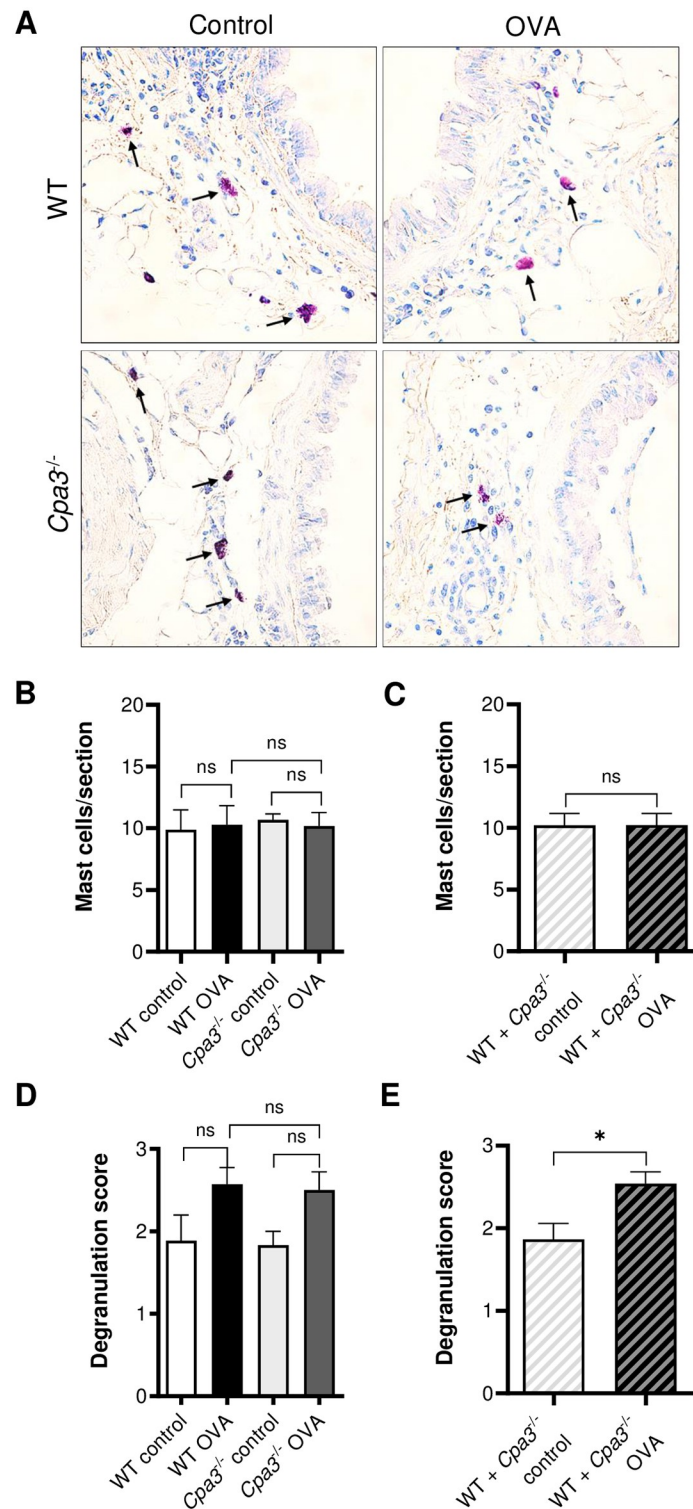 A
Control
OVA
WT
Cpa3-/-
B
Mast cells/section
20
15
10
5
0
ns
ns
ns
WT control
WT OVA
Cpa3-/- control
Cpa3-/- OVA
C
Mast cells/section
20
15
10
5
0
ns
WT + Cpa3-/-
control
WT + Cpa3-/-
OVA
D
Degranulation score
3
2
1
0
ns
ns
ns
WT control
WT OVA
Cpa3-/- control
Cpa3-/- OVA
E
Degranulation score
3
2
1
0
*
WT + Cpa3-/-
control
WT + Cpa3-/-
OVA